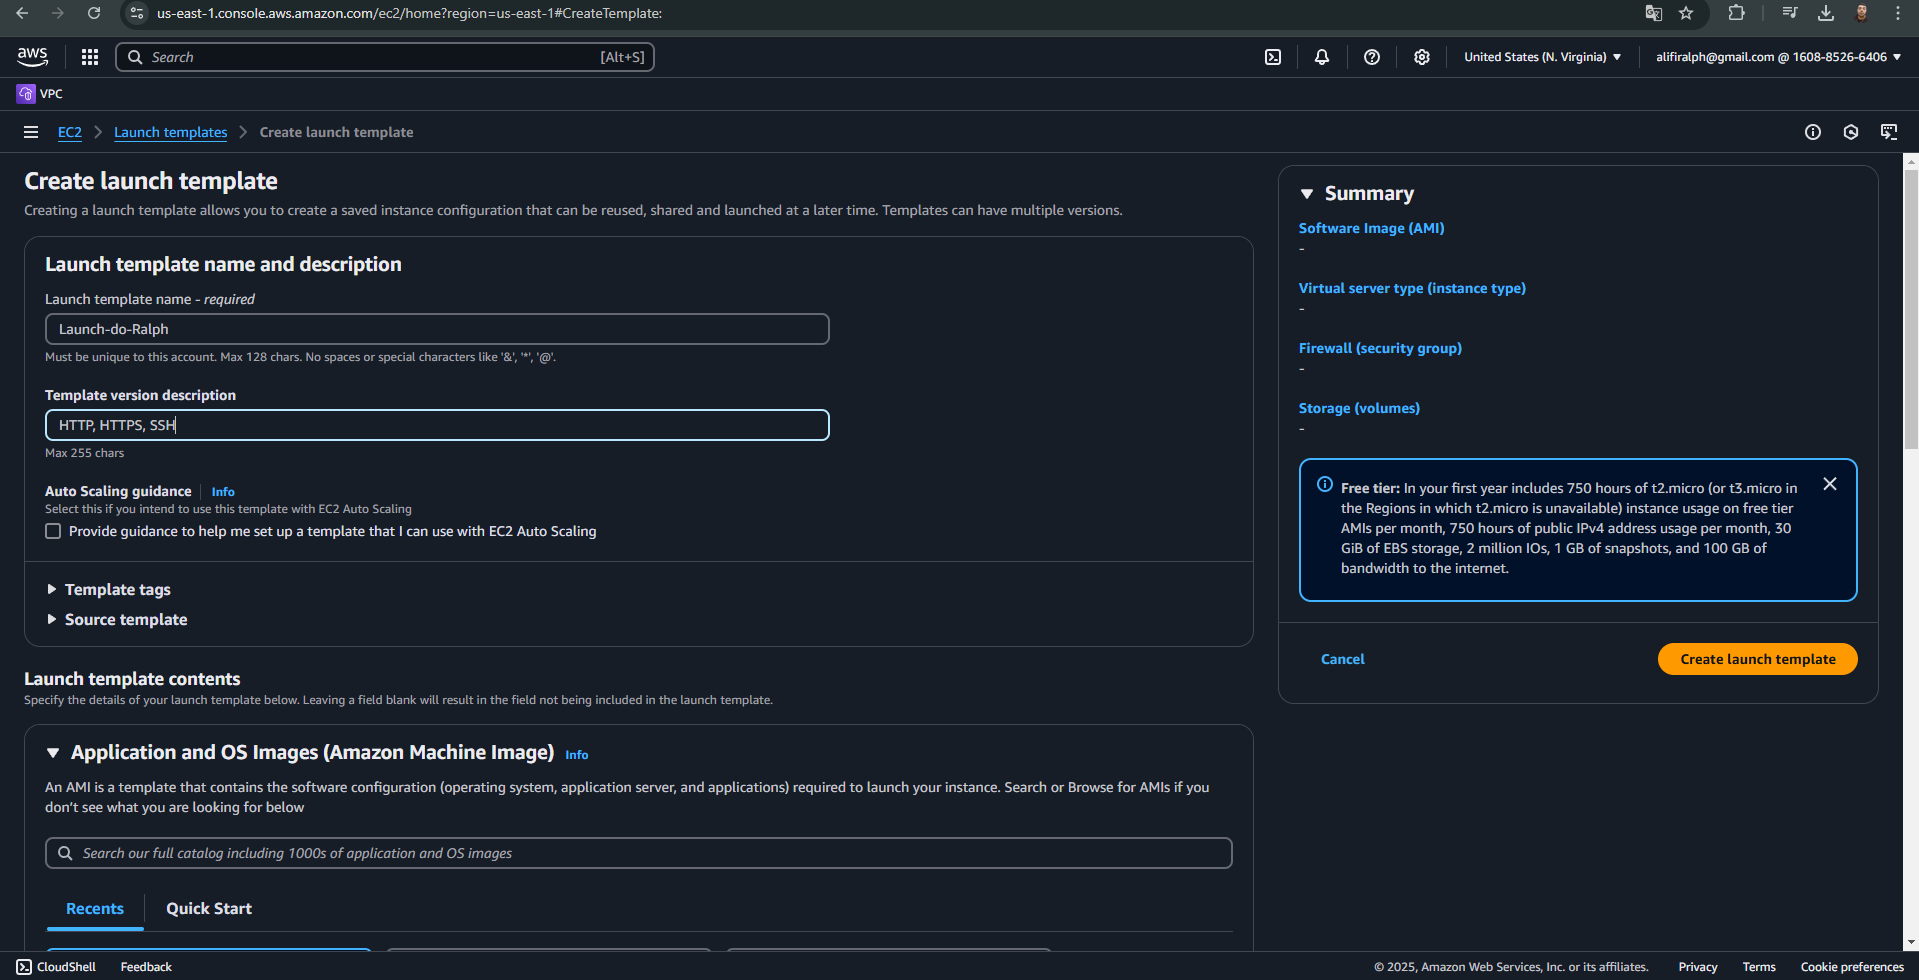 us-east-1.console.aws.amazon.com/ec2/home?region=us-east-1#CreateTemplate:
aws
Search
[Alt+S]
United States (N. Virginia)
alifiralph@gmail.com @ 1608-8526-6406
VPC
EC2
Launch templates
Create launch template
Create launch template
Creating a launch template allows you to create a saved instance configuration that can be reused, shared and launched at a later time. Templates can have multiple versions.
Launch template name and description
Launch template name - required
Launch-do-Ralph
Must be unique to this account. Max 128 chars. No spaces or special characters like '&', '*', '@'.
Template version description
HTTP, HTTPS, SSH
Max 255 chars
Auto Scaling guidance
Info
Select this if you intend to use this template with EC2 Auto Scaling
Provide guidance to help me set up a template that I can use with EC2 Auto Scaling
Template tags
Source template
Launch template contents
Specify the details of your launch template below. Leaving a field blank will result in the field not being included in the launch template.
Application and OS Images (Amazon Machine Image)
Info
An AMI is a template that contains the software configuration (operating system, application server, and applications) required to launch your instance. Search or Browse for AMIs if you
don't see what you are looking for below
Search our full catalog including 1000s of application and OS images
Recents
Quick Start
Summary
Software Image (AMI)
-
Virtual server type (instance type)
-
Firewall (security group)
-
Storage (volumes)
-
Free tier: In your first year includes 750 hours of t2.micro (or t3.micro in
the Regions in which t2.micro is unavailable) instance usage on free tier
AMIs per month, 750 hours of public IPv4 address usage per month, 30
GiB of EBS storage, 2 million IOs, 1 GB of snapshots, and 100 GB of
bandwidth to the internet.
Cancel
Create launch template
CloudShell
Feedback
© 2025, Amazon Web Services, Inc. or its affiliates.
Privacy
Terms
Cookie preferences